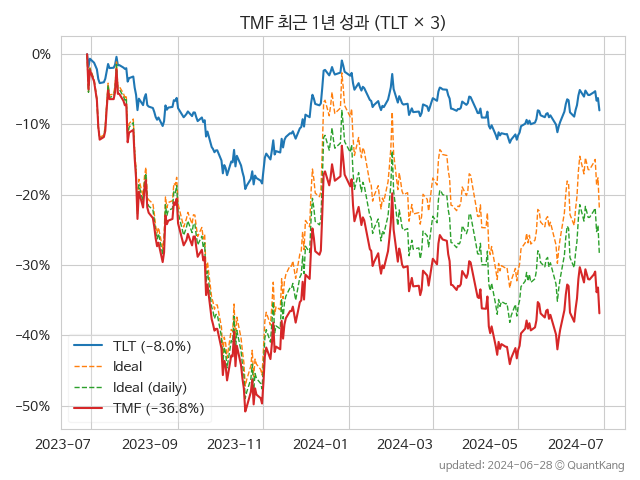 TMF 최근 1년 성과 (TLT × 3)
0%
−10%
−20%
−30%
−40%
−50%
TLT (−8.0%)
Ideal
Ideal (daily)
TMF (−36.8%)
2023-07 2023-09 2023-11 2024-01 2024-03 2024-05 2024-07
updated: 2024-06-28 ⓒ QuantKang